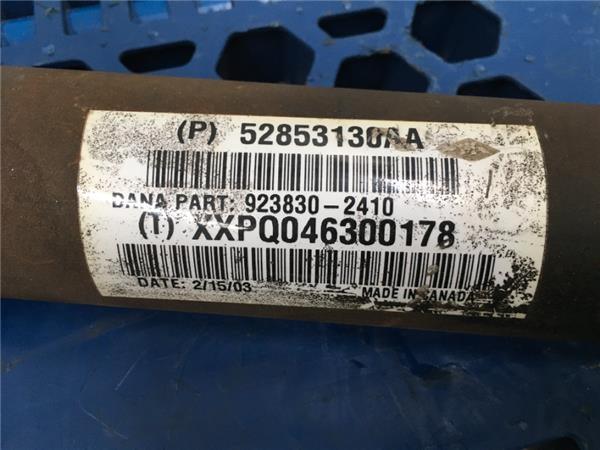 (P) 52853130AA
DANA PART: 923830-2410
(T) XXPQ046300178
DATE: 2/15/03 MADE IN CANADA